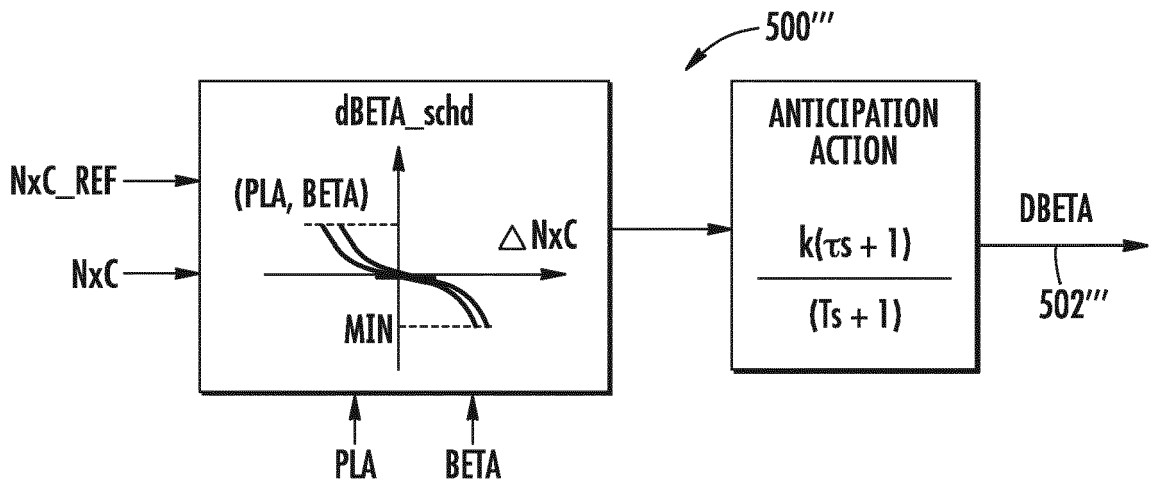 500′′′
dBETA_schd
(PLA, BETA)
△ NxC
MIN
NxC_REF
NxC
PLA
BETA
ANTICIPATION
ACTION
k(τs + 1)
(Ts + 1)
DBETA
502′′′